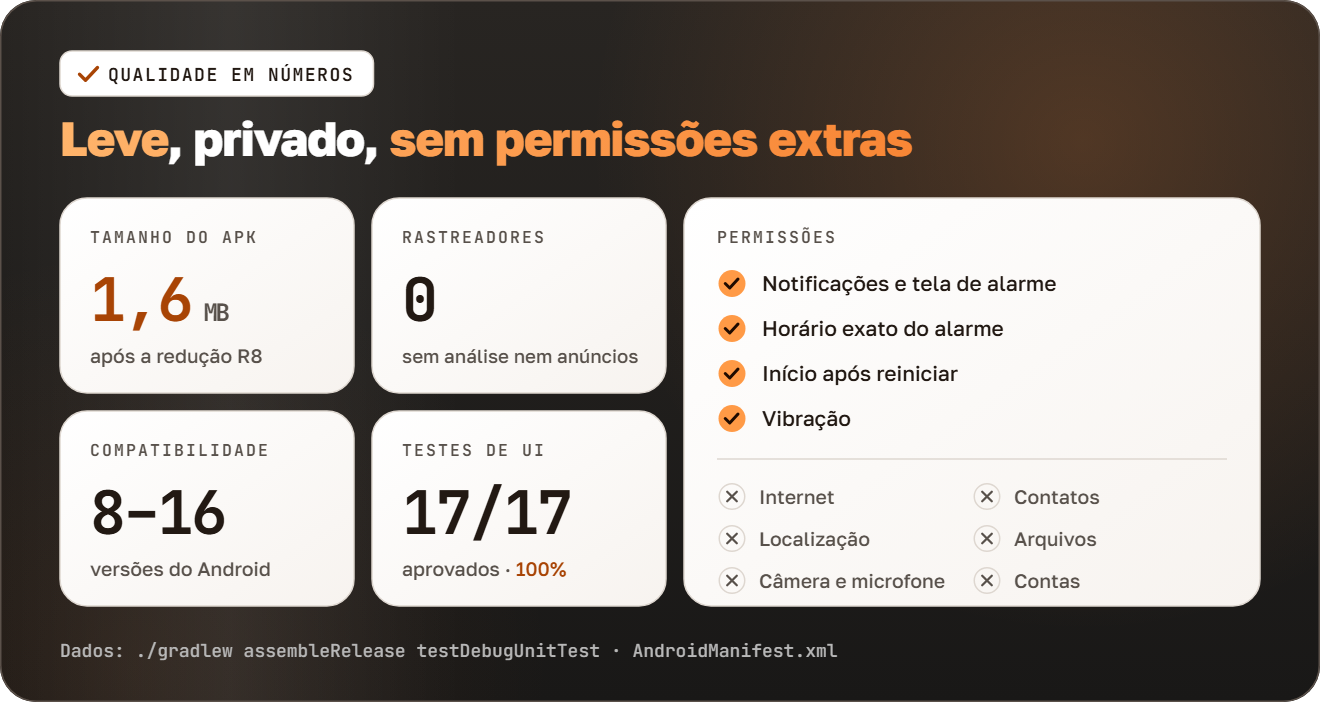 QUALIDADE EM NÚMEROS
Leve, privado, sem permissões extras
TAMANHO DO APK
1,6 MB
após a redução R8
RASTREADORES
0
sem análise nem anúncios
COMPATIBILIDADE
8–16
versões do Android
TESTES DE UI
17/17
aprovados · 100%
PERMISSÕES
Notificações e tela de alarme
Horário exato do alarme
Início após reiniciar
Vibração
Internet
Contatos
Localização
Arquivos
Câmera e microfone
Contas
Dados: ./gradlew assembleRelease testDebugUnitTest · AndroidManifest.xml